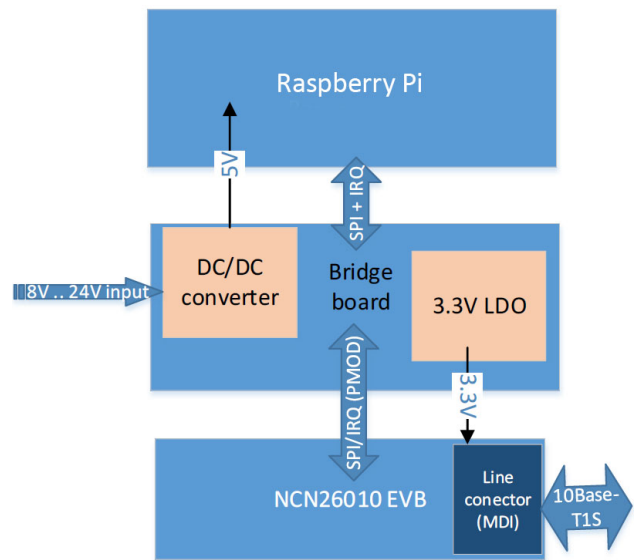 Raspberry Pi
5V
SPI + IRQ
8V .. 24V input
DC/DC
converter
Bridge
board
3.3V LDO
SPI/IRQ (PMOD)
3.3V
NCN26010 EVB
Line
conector
(MDI)
10Base-
T1S